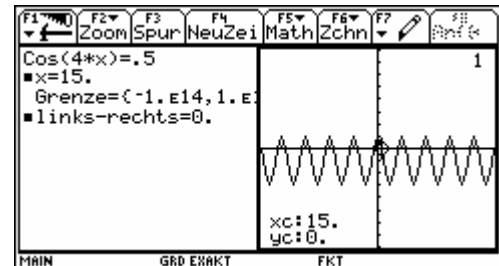 F1 F2 Zoom F3 Spur F4 NeuZei F5 Math F6 Zchn F7
Cos(4*x)=.5
▪x=15.
Grenze={-1.E14,1.E
▪links-rechts=0.
1
xc:15.
yc:0.
MAIN GRD EXAKT FKT